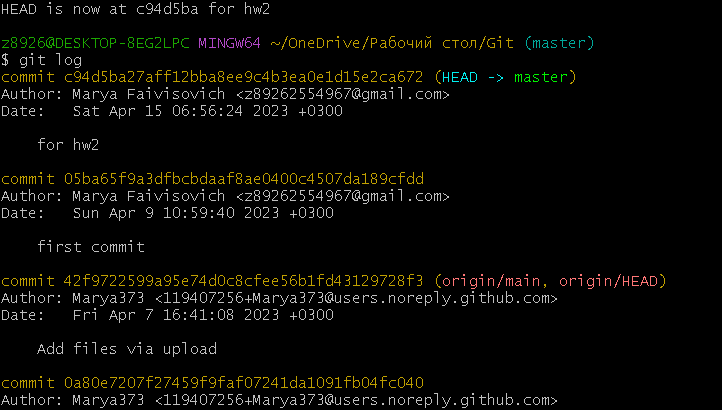 HEAD is now at c94d5ba for hw2
z8926@DESKTOP-8EG2LPC MINGW64 ~/OneDrive/Рабочий стол/Git (master)
$ git log
commit c94d5ba27aff12bba8ee9c4b3ea0e1d15e2ca672 (HEAD -> master)
Author: Marya Faivisovich <z89262554967@gmail.com>
Date:   Sat Apr 15 06:56:24 2023 +0300
    for hw2
commit 05ba65f9a3dfbcbdaaf8ae0400c4507da189cfdd
Author: Marya Faivisovich <z89262554967@gmail.com>
Date:   Sun Apr 9 10:59:40 2023 +0300
    first commit
commit 42f9722599a95e74d0c8cfee56b1fd43129728f3 (origin/main, origin/HEAD)
Author: Marya373 <119407256+Marya373@users.noreply.github.com>
Date:   Fri Apr 7 16:41:08 2023 +0300
    Add files via upload
commit 0a80e7207f27459f9faf07241da1091fb04fc040
Author: Marya373 <119407256+Marya373@users.noreply.github.com>